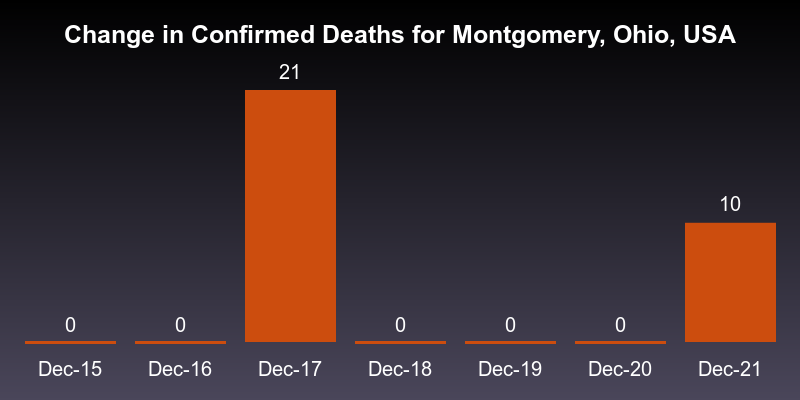 Change in Confirmed Deaths for Montgomery, Ohio, USA
21
10
0 0 0 0 0
Dec-15 Dec-16 Dec-17 Dec-18 Dec-19 Dec-20 Dec-21